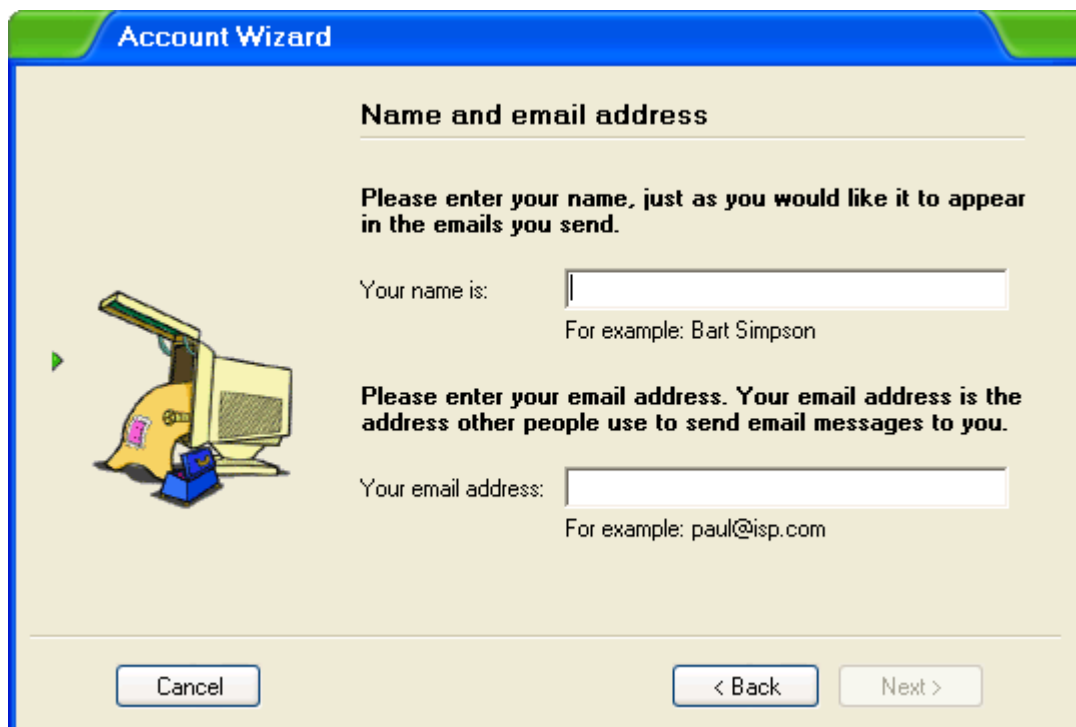 Account Wizard
Name and email address
Please enter your name, just as you would like it to appear
in the emails you send.
Your name is:
For example: Bart Simpson
Please enter your email address. Your email address is the
address other people use to send email messages to you.
Your email address:
For example: paul@isp.com
Cancel
< Back
Next >